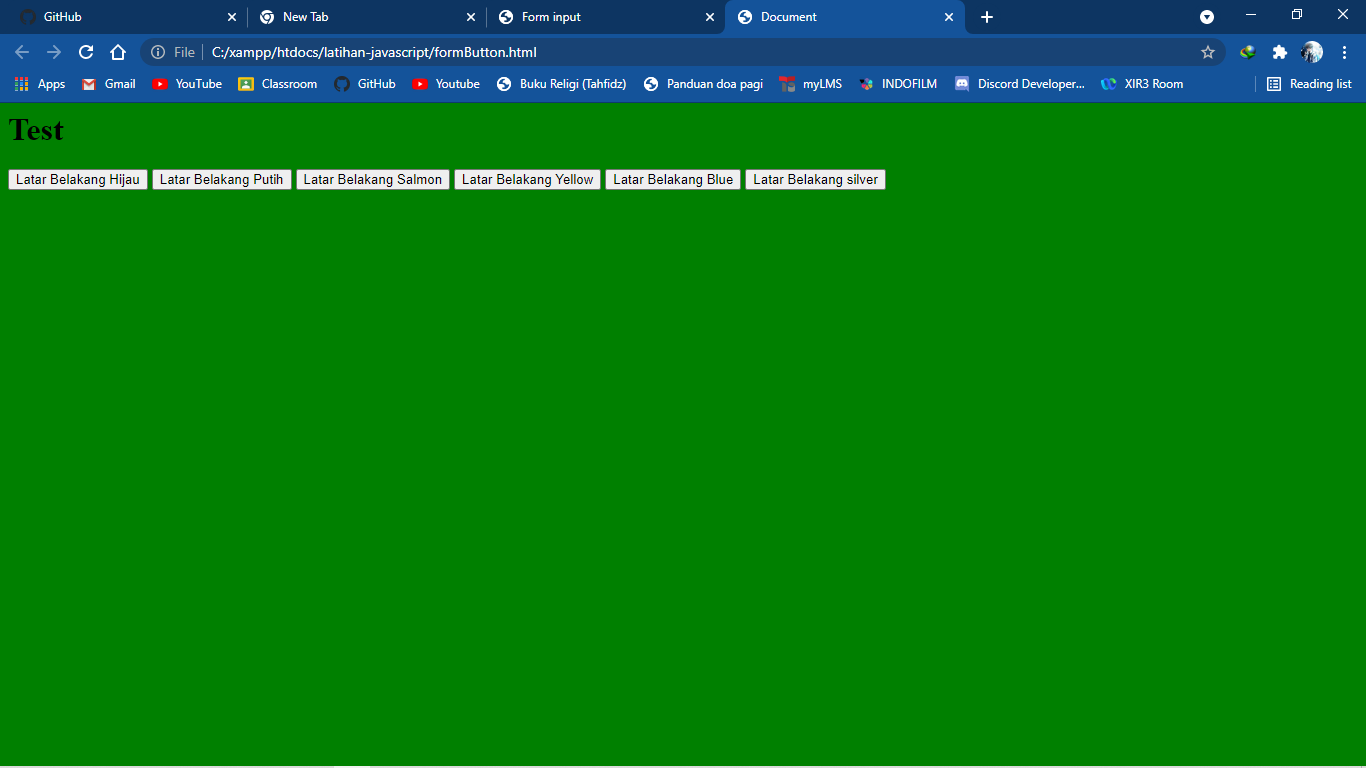 GitHub New Tab Form input Document
File C:/xampp/htdocs/latihan-javascript/formButton.html
Apps Gmail YouTube Classroom GitHub Youtube Buku Religi (Tahfidz) Panduan doa pagi myLMS INDOFILM Discord Developer... XIR3 Room Reading list
Test
Latar Belakang Hijau Latar Belakang Putih Latar Belakang Salmon Latar Belakang Yellow Latar Belakang Blue Latar Belakang silver